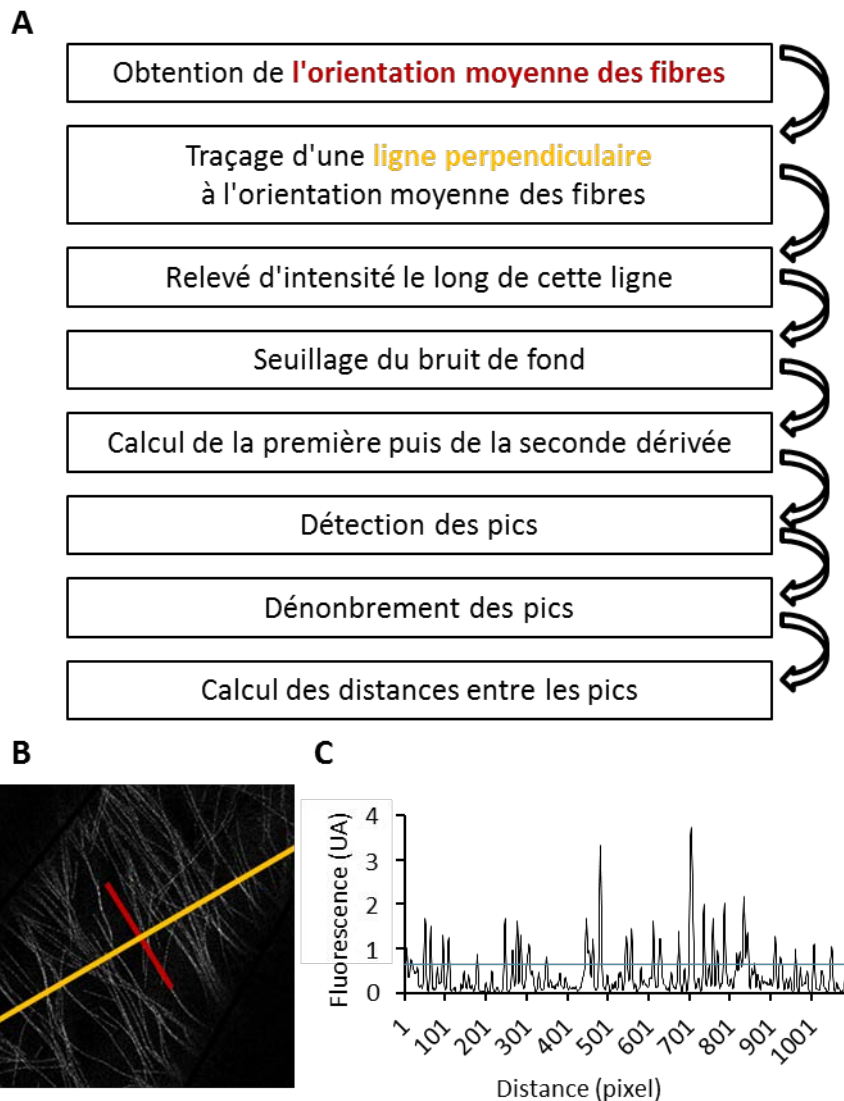 A
Obtention de l'orientation moyenne des fibres
Traçage d'une ligne perpendiculaire
à l'orientation moyenne des fibres
Relevé d'intensité le long de cette ligne
Seuillage du bruit de fond
Calcul de la première puis de la seconde dérivée
Détection des pics
Dénonbrement des pics
Calcul des distances entre les pics
B
C
Fluorescence (UA)
4
3
2
1
0
1
101
201
301
401
501
601
701
801
901
1001
Distance (pixel)